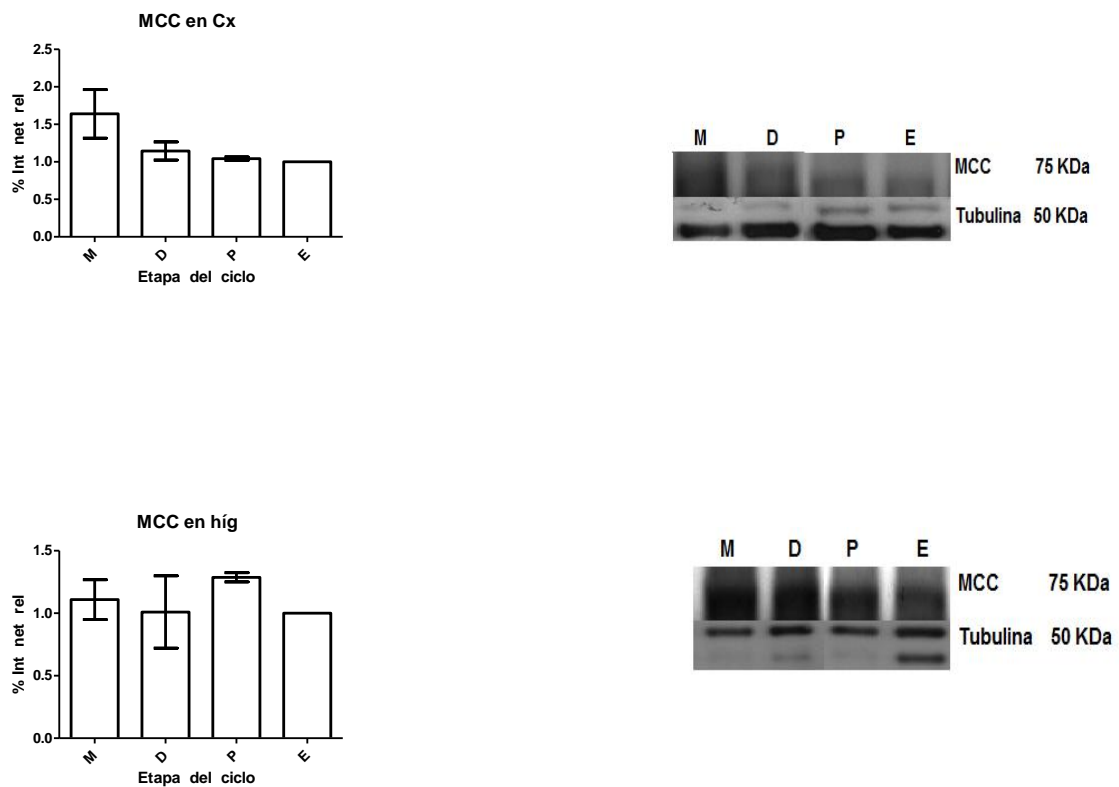 MCC en Cx
2.5
2.0
1.5
1.0
0.5
0.0
% Int net rel
M D P E
Etapa del ciclo
M D P E
MCC 75 KDa
Tubulina 50 KDa
MCC en híg
1.5
1.0
0.5
0.0
% Int net rel
M D P E
Etapa del ciclo
M D P E
MCC 75 KDa
Tubulina 50 KDa